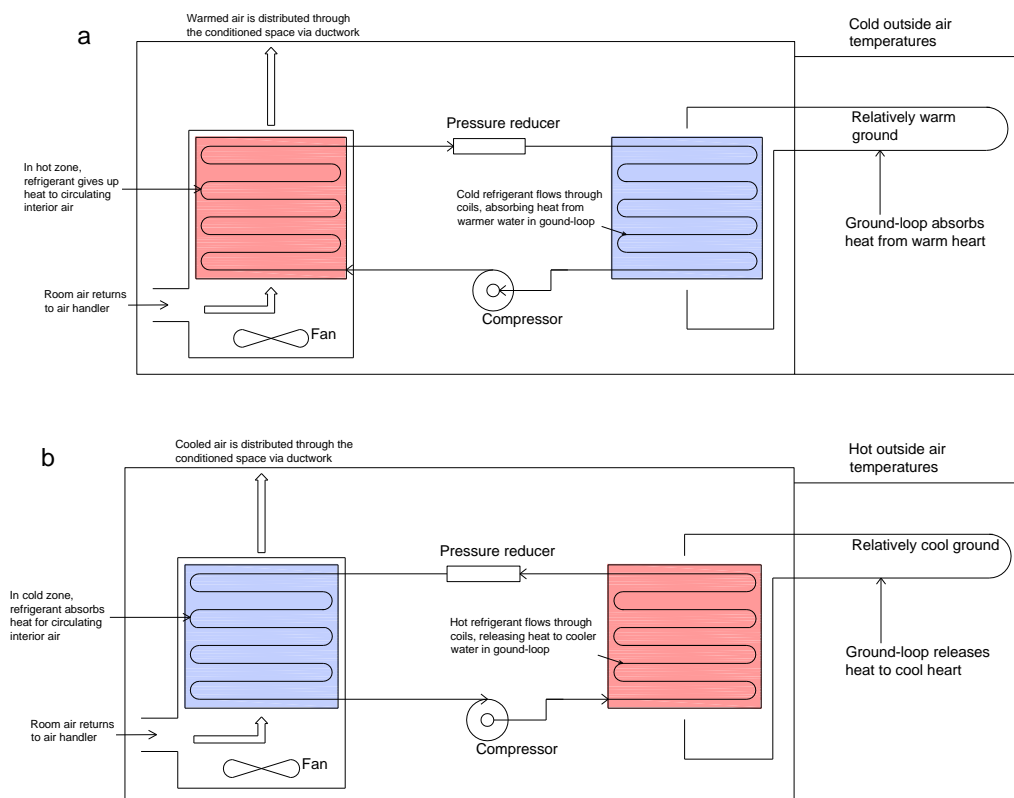 a
Warmed air is distributed through
the conditioned space via ductwork
Cold outside air
temperatures
Pressure reducer
Relatively warm
ground
In hot zone,
refrigerant gives up
heat to circulating
interior air
Cold refrigerant flows through
coils, absorbing heat from
warmer water in gound-loop
Ground-loop absorbs
heat from warm heart
Room air returns
to air handler
Fan
Compressor
b
Cooled air is distributed through the
conditioned space via ductwork
Hot outside air
temperatures
Pressure reducer
Relatively cool ground
In cold zone,
refrigerant absorbs
heat for circulating
interior air
Hot refrigerant flows through
coils, releasing heat to cooler
water in gound-loop
Ground-loop releases
heat to cool heart
Room air returns
to air handler
Fan
Compressor